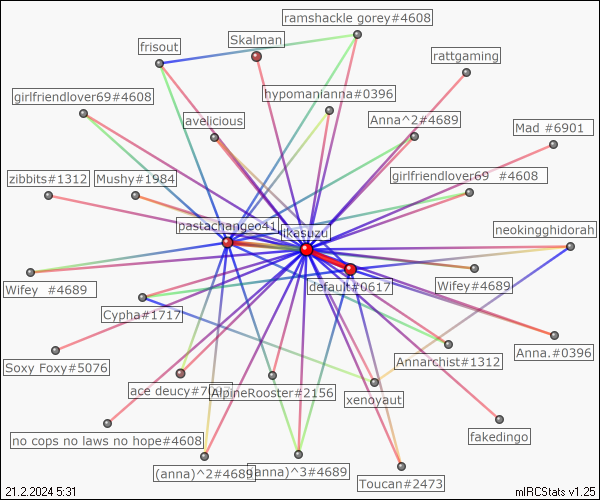 ramshackle gorey#4608
frisout
Skalman
rattgaming
girlfriendlover69#4608
hypomanianna#0396
avelicious
Anna^2#4689
Mad #6901
zibbits#1312
Mushy#1984
girlfriendlover69 #4608
pastachangeo41
ikasuzu
neokingghidorah
Wifey #4689
default#0617
Wifey#4689
Cypha#1717
Soxy Foxy#5076
Annarchist#1312
Anna.#0396
ace deucy#7
AlpineRooster#2156
xenoyaut
no cops no laws no hope#4608
fakedingo
(anna)^2#4689
anna)^3#4689
Toucan#2473
21.2.2024 5:31
mIRCStats v1.25